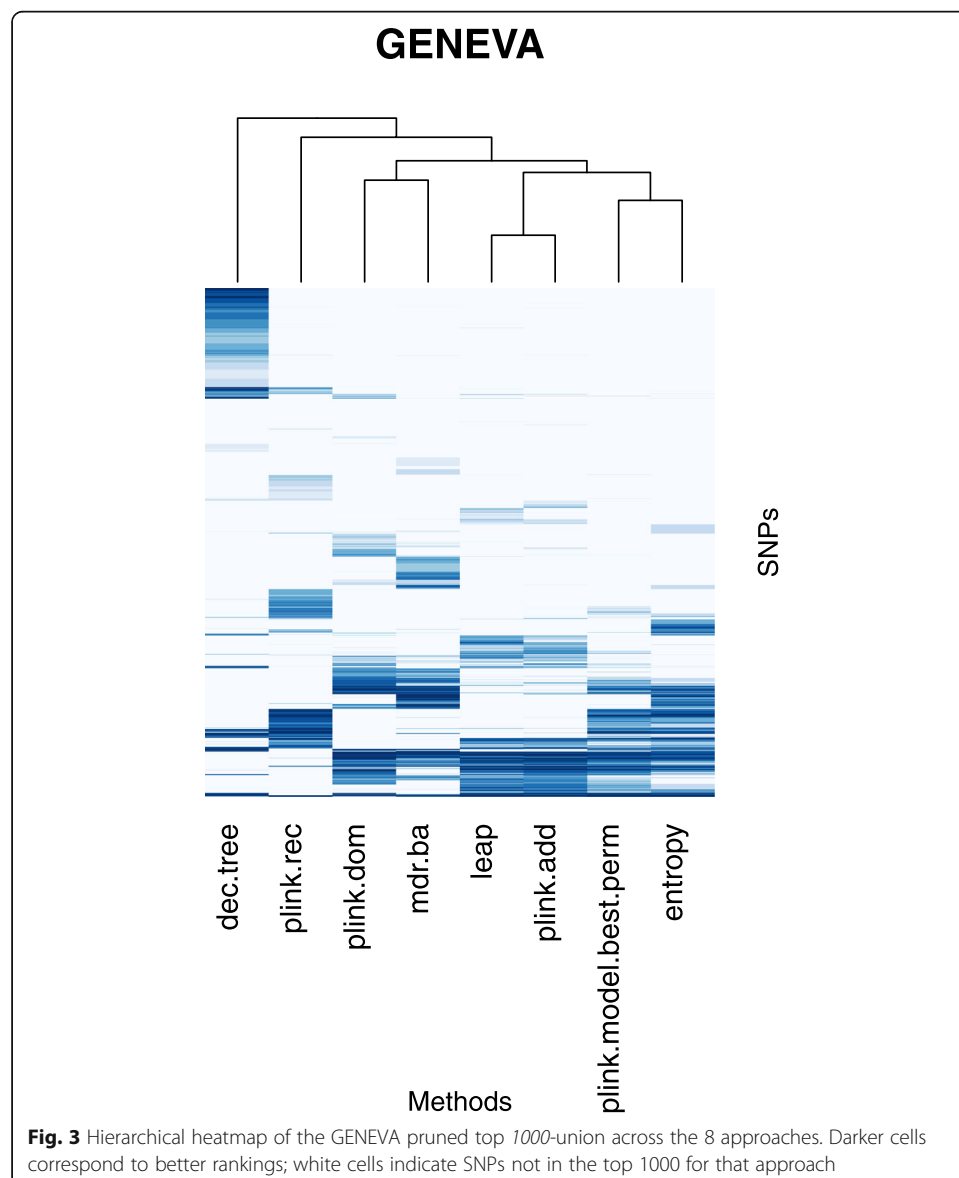 GENEVA
SNPs
dec.tree
plink.rec
plink.dom
mdr.ba
leap
plink.add
plink.model.best.perm
entropy
Methods
Fig. 3 Hierarchical heatmap of the GENEVA pruned top 1000-union across the 8 approaches. Darker cells
correspond to better rankings; white cells indicate SNPs not in the top 1000 for that approach